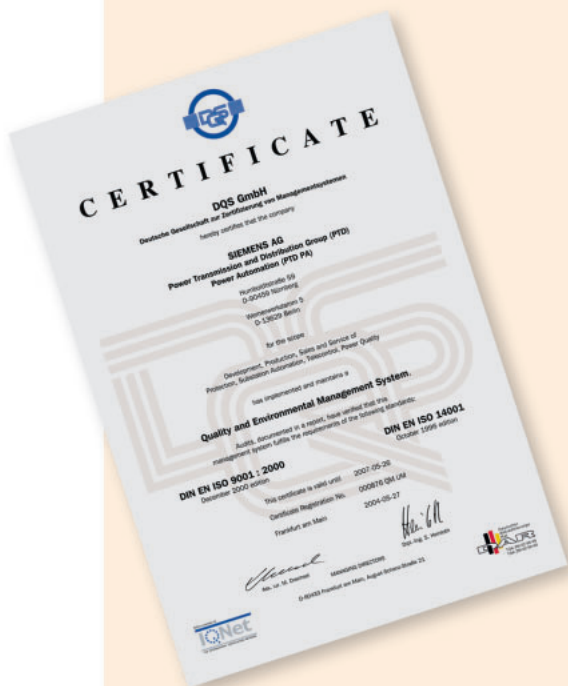 DQS
CERTIFICATE
DQS GmbH
Deutsche Gesellschaft zur Zertifizierung von Managementsystemen
hereby certifies that the company
SIEMENS AG
Power Transmission and Distribution Group (PTD)
Power Automation (PTD PA)
Humboldtstraße 59
D-90459 Nürnberg
Wernerwerkdamm 5
D-13629 Berlin
for the scope
Development, Production, Sales and Service of
Protection, Substation Automation, Telecontrol, Power Quality
has implemented and maintains a
Quality and Environmental Management System.
Audits, documented in a report, have verified that this
management system fulfills the requirements of the following standards:
DIN EN ISO 9001 : 2000
December 2000 edition
DIN EN ISO 14001
October 1996 edition
This certificate is valid until 2007-05-26
Certificate Registration No. 000876 QM UM
Frankfurt am Main 2004-05-27
Dipl.-Ing. S. Heinloth
MANAGING DIRECTORS
D-60433 Frankfurt am Main, August-Schanz-Straße 21
IQNet